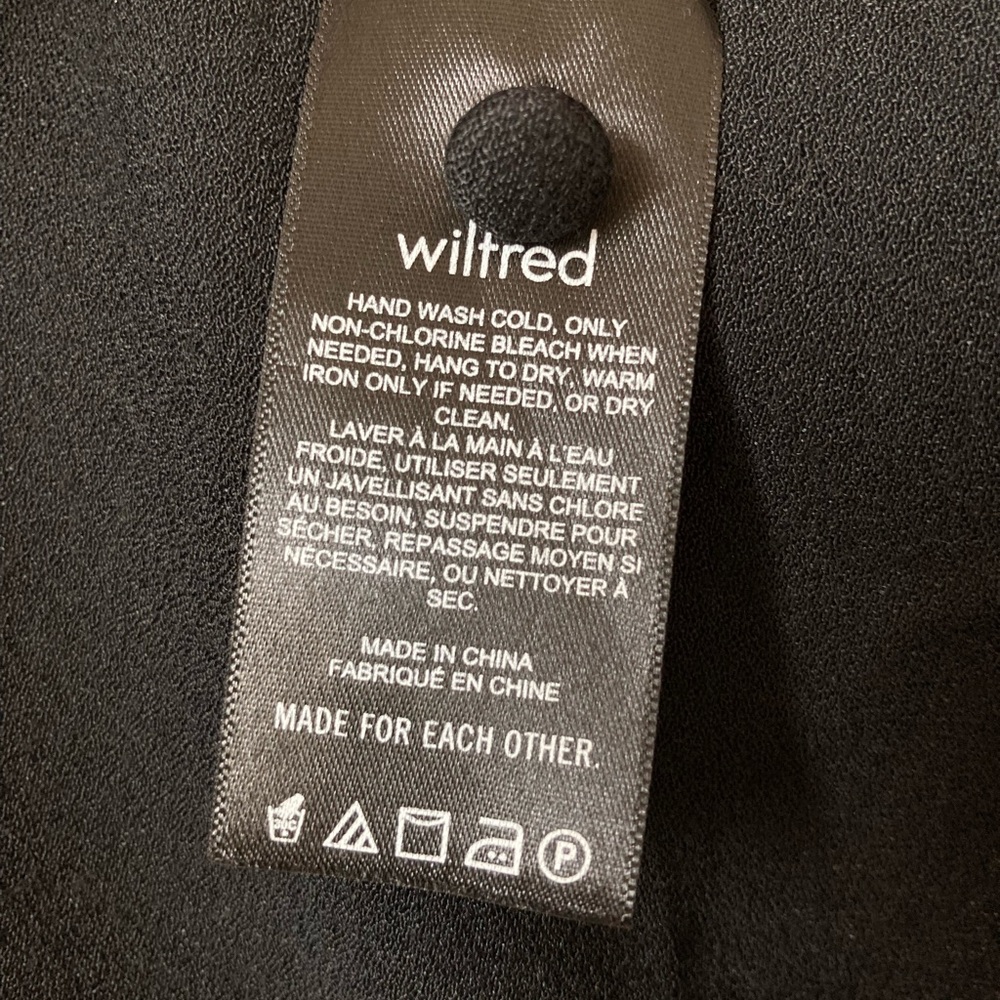 wilfred
HAND WASH COLD, ONLY
NON-CHLORINE BLEACH WHEN
NEEDED, HANG TO DRY. WARM
IRON ONLY IF NEEDED, OR DRY
CLEAN.
LAVER À LA MAIN À L'EAU
FROIDE, UTILISER SEULEMENT
UN JAVELLISANT SANS CHLORE
AU BESOIN, SUSPENDRE POUR
SÉCHER, REPASSAGE MOYEN SI
NÉCESSAIRE, OU NETTOYER À
SEC.
MADE IN CHINA
FABRIQUÉ EN CHINE
MADE FOR EACH OTHER.
P